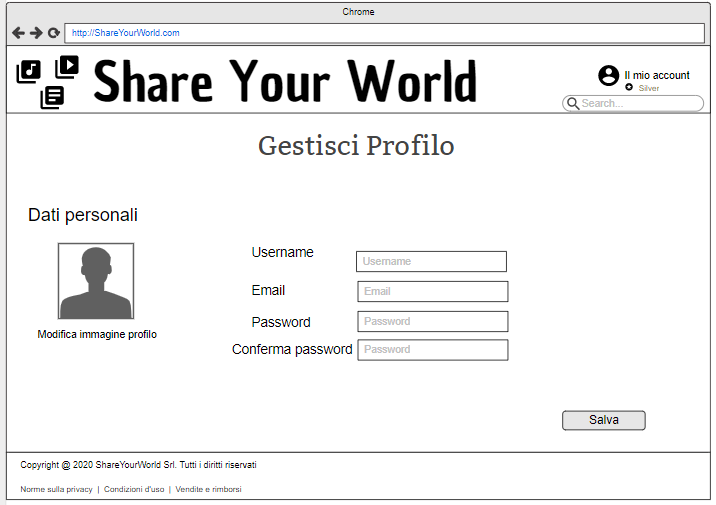 Chrome
http://ShareYourWorld.com
Share Your World
Il mio account
Silver
Search...
Gestisci Profilo
Dati personali
Username
Username
Email
Email
Password
Password
Conferma password
Password
Modifica immagine profilo
Salva
Copyright @ 2020 ShareYourWorld Srl. Tutti i diritti riservati
Norme sulla privacy | Condizioni d'uso | Vendite e rimborsi